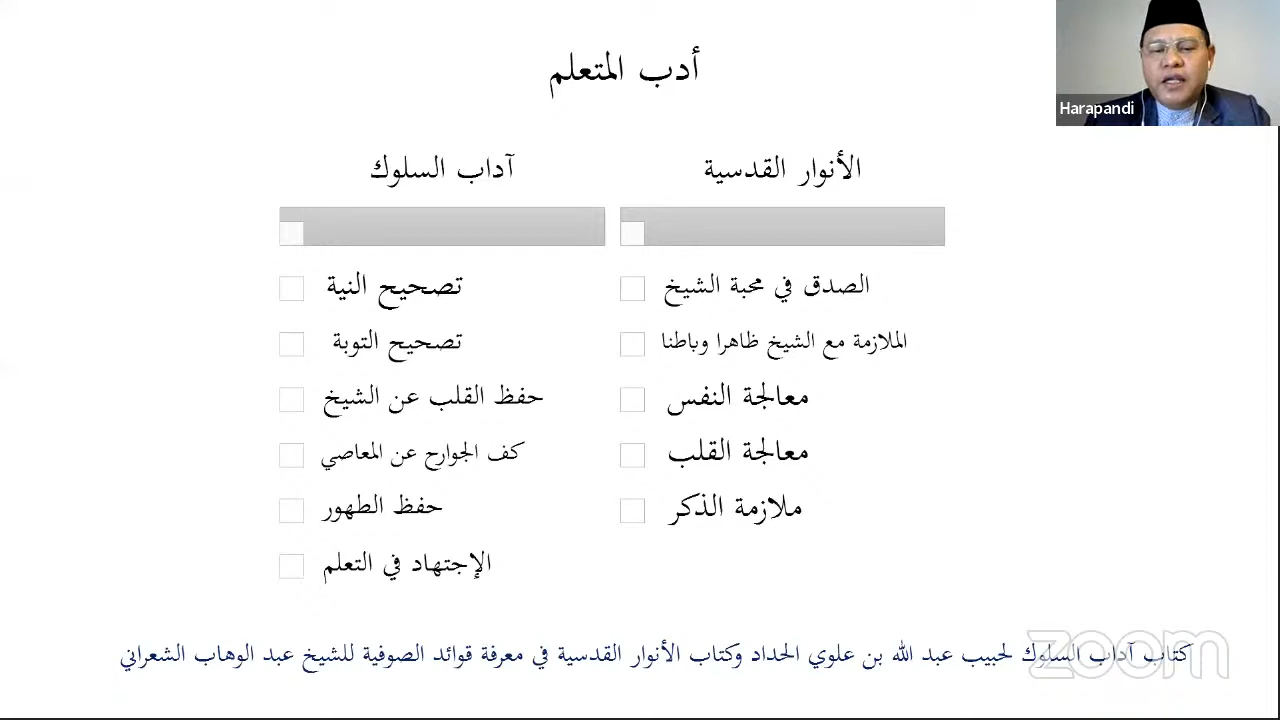 أدب المتعلم
Harapandi
الأنوار القدسية
الصدق في محبة الشيخ
الملازمة مع الشيخ ظاهرا وباطنا
معالجة النفس
معالجة القلب
ملازمة الذكر
آداب السلوك
تصحيح النية
تصحيح التوبة
حفظ القلب عن الشيخ
كف الجوارح عن المعاصي
حفظ الطهور
الإجتهاد في التعلم
كتاب آداب السلوك لحبيب عبد الله بن علوي الحداد وكتاب الأنوار القدسية في معرفة قوائد الصوفية للشيخ عبد الوهاب الشعراني
zoom